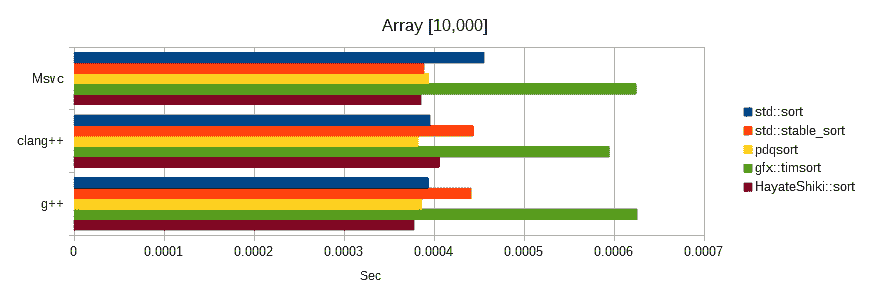 Array [10,000]
Msvc
clang++
g++
0 0.0001 0.0002 0.0003 0.0004 0.0005 0.0006 0.0007
Sec
std::sort
std::stable_sort
pdqsort
gfx::timsort
HayateShiki::sort